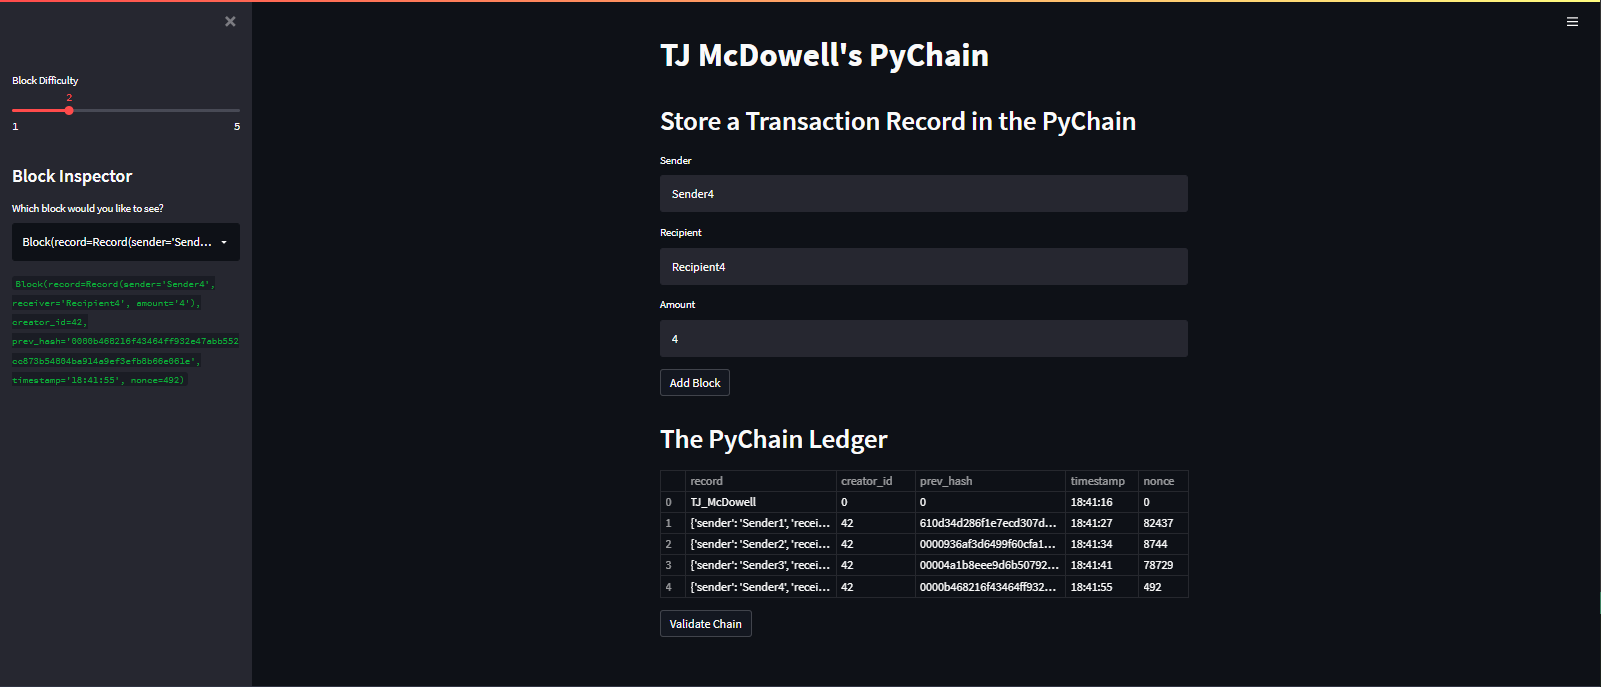 Block Difficulty
2
1 5
Block Inspector
Which block would you like to see?
Block(record=Record(sender='Send...
Block(record=Record(sender='Sender4',
receiver='Recipient4', amount='4'),
creator_id=42,
prev_hash='0000b468216f43464ff932e47abb552
cc873b54804ba914a9ef3efb8b66e061e',
timestamp='18:41:55', nonce=492)
TJ McDowell's PyChain
Store a Transaction Record in the PyChain
Sender
Sender4
Recipient
Recipient4
Amount
4
Add Block
The PyChain Ledger
record creator_id prev_hash timestamp nonce
0 TJ_McDowell 0 0 18:41:16 0
1 {'sender': 'Sender1', 'recei... 42 610d34d286f1e7ecd307d... 18:41:27 82437
2 {'sender': 'Sender2', 'recei... 42 0000936af3d6499f60cfa1... 18:41:34 8744
3 {'sender': 'Sender3', 'recei... 42 00004a1b8eee9d6b50792... 18:41:41 78729
4 {'sender': 'Sender4', 'recei... 42 0000b468216f43464ff932... 18:41:55 492
Validate Chain